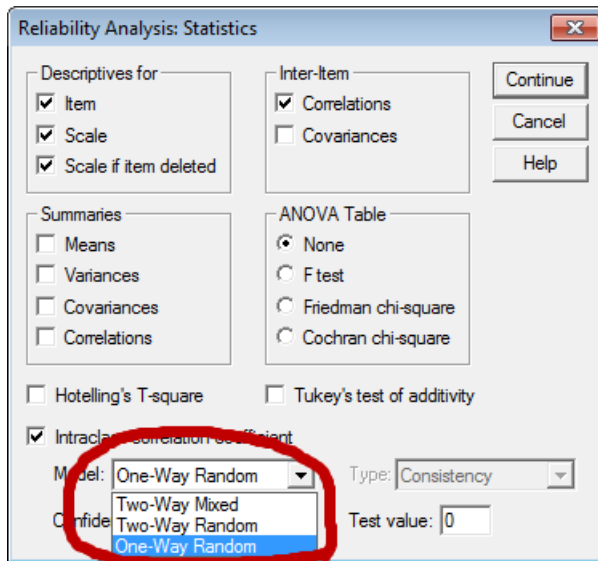 Reliability Analysis: Statistics
Descriptives for
Item
Scale
Scale if item deleted
Inter-Item
Correlations
Covariances
Continue
Cancel
Help
Summaries
Means
Variances
Covariances
Correlations
ANOVA Table
None
F test
Friedman chi-square
Cochran chi-square
Hotelling's T-square
Tukey's test of additivity
Intraclass correlation coefficient
Model: One-Way Random
Type: Consistency
Two-Way Mixed
Two-Way Random
One-Way Random
Test value: 0